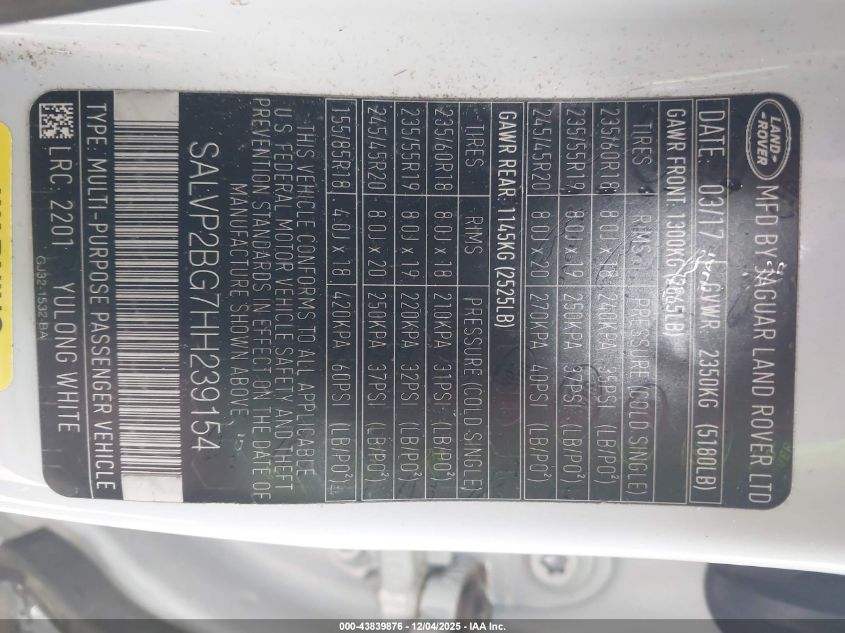 LAND ROVER
MFD BY JAGUAR LAND ROVER LTD
DATE: 03/17 GVWR 2350KG (5180LB)
GAWR FRONT: 1300KG (2865LB)
TIRES RIMS PRESSURE (COLD SINGLE)
235/60R18 8.0J x 18 240KPA 35PSI (LB/PO²)
235/55R19 8.0J x 19 250KPA 37PSI (LB/PO²)
245/45R20 8.0J x 20 270KPA 40PSI (LB/PO²)
GAWR REAR: 1145KG (2525LB)
TIRES RIMS PRESSURE (COLD SINGLE)
235/60R18 8.0J x 18 210KPA 31PSI (LB/PO²)
235/55R19 8.0J x 19 220KPA 32PSI (LB/PO²)
245/45R20 8.0J x 20 250KPA 37PSI (LB/PO²)
155/85R18 4.0J x 18 420KPA 60PSI (LB/PO²)
THIS VEHICLE CONFORMS TO ALL APPLICABLE
U.S. FEDERAL MOTOR VEHICLE SAFETY AND THEFT
PREVENTION STANDARDS IN EFFECT ON THE DATE OF
MANUFACTURE SHOWN ABOVE.
SALVP2BG7HH239154
TYPE: MULTI-PURPOSE PASSENGER VEHICLE
LRC: 2201 YULONG WHITE
GJ32-1532-BA
WARNING
000-43839876 - 12/04/2025 - IAA Inc.